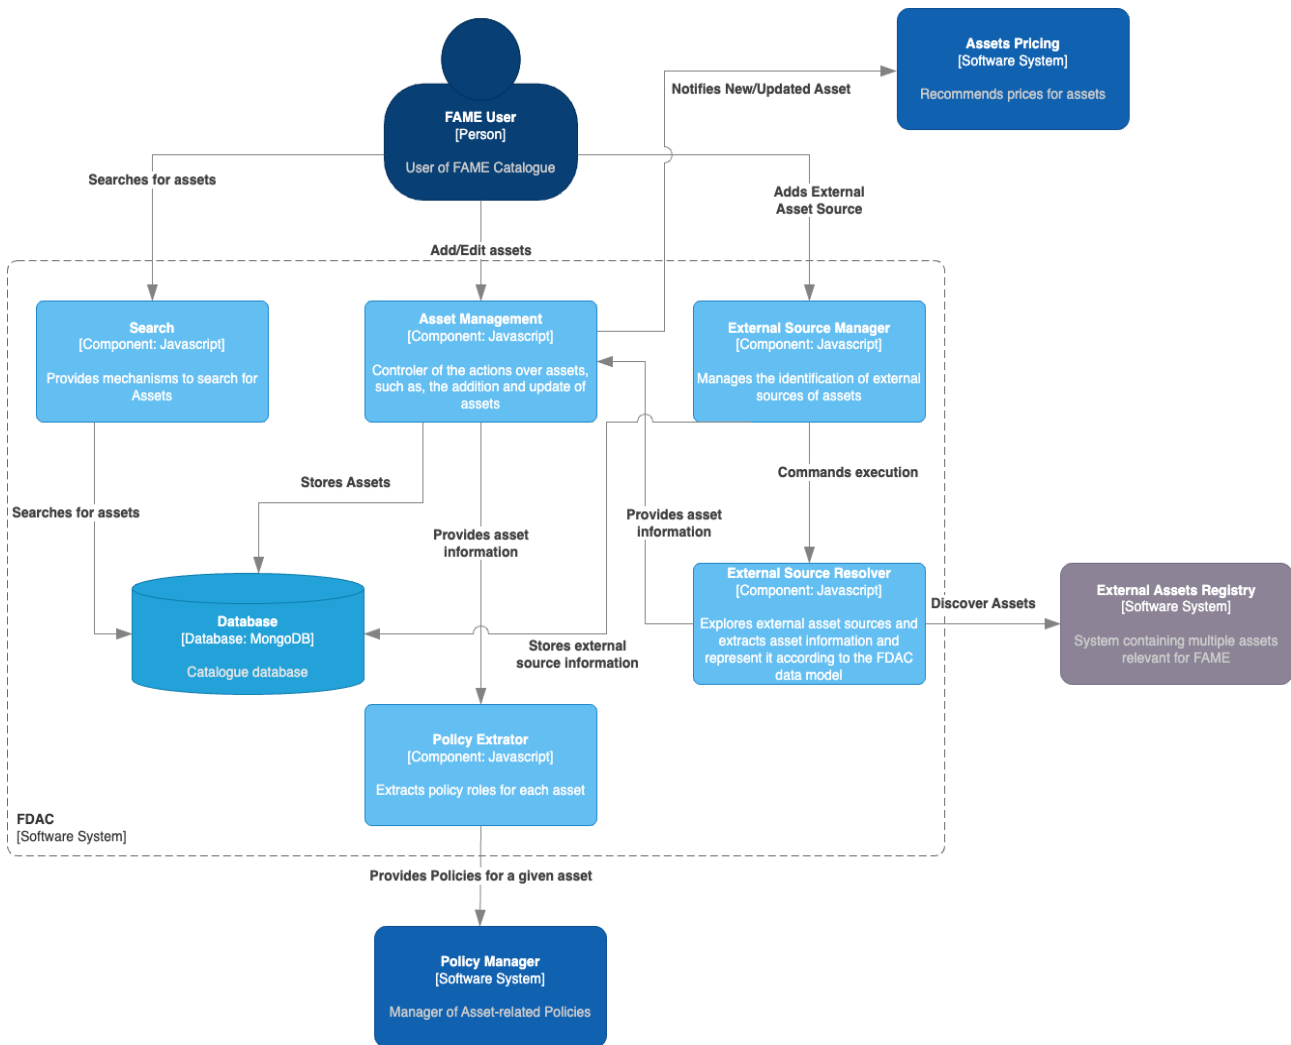 Assets Pricing
[Software System]
Recommends prices for assets
Notifies New/Updated Asset
FAME User
[Person]
User of FAME Catalogue
Searches for assets
Adds External
Asset Source
Add/Edit assets
Search
[Component: Javascript]
Provides mechanisms to search for
Assets
Asset Management
[Component: Javascript]
Controler of the actions over assets,
such as, the addition and update of
assets
External Source Manager
[Component: Javascript]
Manages the identification of external
sources of assets
Commands execution
Stores Assets
Searches for assets
Provides asset
information
Provides asset
information
External Source Resolver
[Component: Javascript]
Explores external asset sources and
extracts asset information and
represent it according to the FDAC
data model
Discover Assets
External Assets Registry
[Software System]
System containing multiple assets
relevant for FAME
Database
[Database: MongoDB]
Catalogue database
Stores external
source information
Policy Extrator
[Component: Javascript]
Extracts policy roles for each asset
FDAC
[Software System]
Provides Policies for a given asset
Policy Manager
[Software System]
Manager of Asset-related Policies